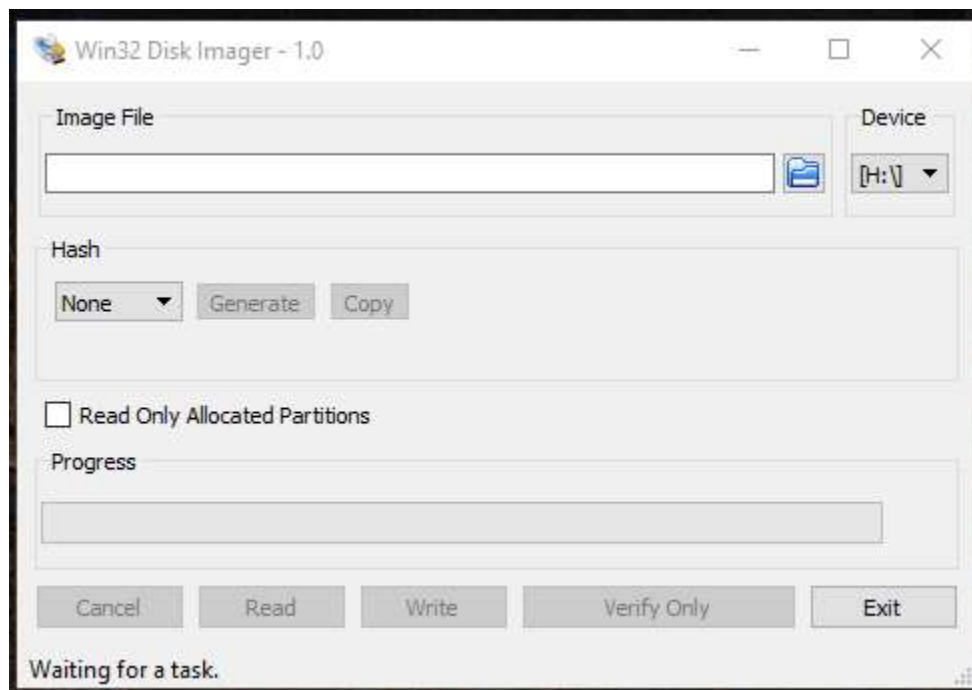 Win32 Disk Imager - 1.0
Image File
Device
[H:\]
Hash
None
Generate
Copy
Read Only Allocated Partitions
Progress
Cancel
Read
Write
Verify Only
Exit
Waiting for a task.